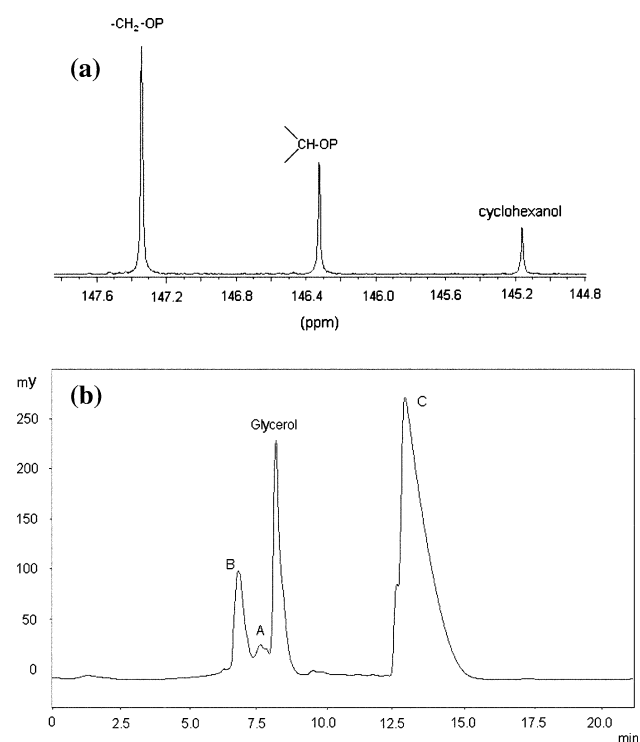 -CH₂-OP
(a)
CH-OP
cyclohexanol
147.6 147.2 146.8 146.4 146.0 145.6 145.2 144.8
(ppm)
my
(b)
C
Glycerol
250
200
150
B
100
50
A
0
0 2.5 5.0 7.5 10.0 12.5 15.0 17.5 20.0
min